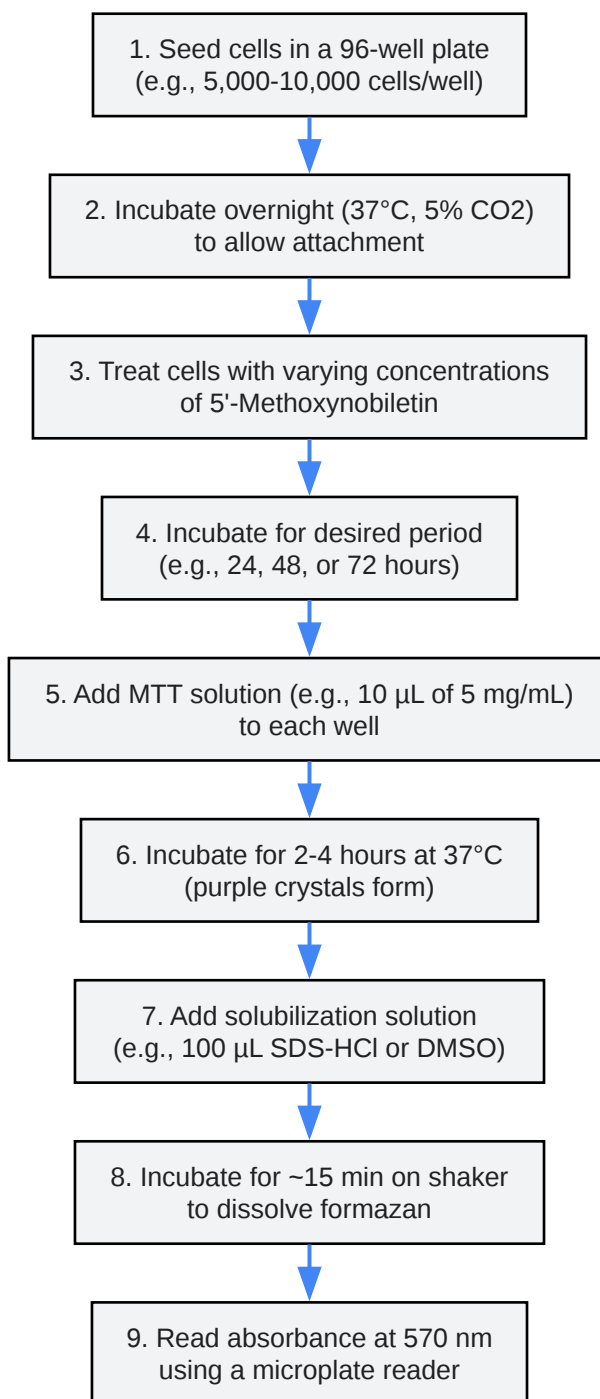 1. Seed cells in a 96-well plate
(e.g., 5,000-10,000 cells/well)
2. Incubate overnight (37°C, 5% CO2)
to allow attachment
3. Treat cells with varying concentrations
of 5'-Methoxynobiletin
4. Incubate for desired period
(e.g., 24, 48, or 72 hours)
5. Add MTT solution (e.g., 10 µL of 5 mg/mL)
to each well
6. Incubate for 2-4 hours at 37°C
(purple crystals form)
7. Add solubilization solution
(e.g., 100 µL SDS-HCl or DMSO)
8. Incubate for ~15 min on shaker
to dissolve formazan
9. Read absorbance at 570 nm
using a microplate reader